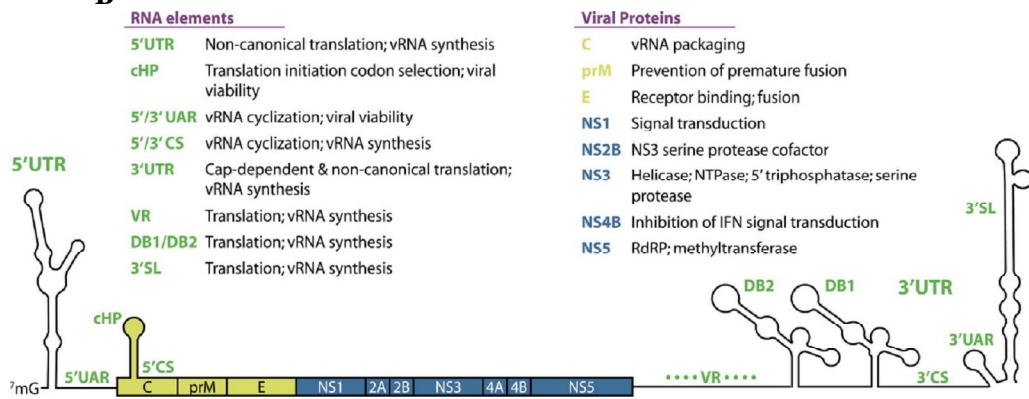 B
RNA elements
5'UTR Non-canonical translation; vRNA synthesis
cHP Translation initiation codon selection; viral
viability
5'/3' UAR vRNA cyclization; viral viability
5'/3' CS vRNA cyclization; vRNA synthesis
3'UTR Cap-dependent & non-canonical translation;
vRNA synthesis
VR Translation; vRNA synthesis
DB1/DB2 Translation; vRNA synthesis
3'SL Translation; vRNA synthesis
Viral Proteins
C vRNA packaging
prM Prevention of premature fusion
E Receptor binding; fusion
NS1 Signal transduction
NS2B NS3 serine protease cofactor
NS3 Helicase; NTPase; 5' triphosphatase; serine
protease
NS4B Inhibition of IFN signal transduction
NS5 RdRP; methyltransferase
5'UTR
3'SL
DB2
DB1
3'UTR
cHP
3'UAR
5'CS
7mG
5'UAR
C prM E NS1 2A 2B NS3 4A 4B NS5
VR
3'CS